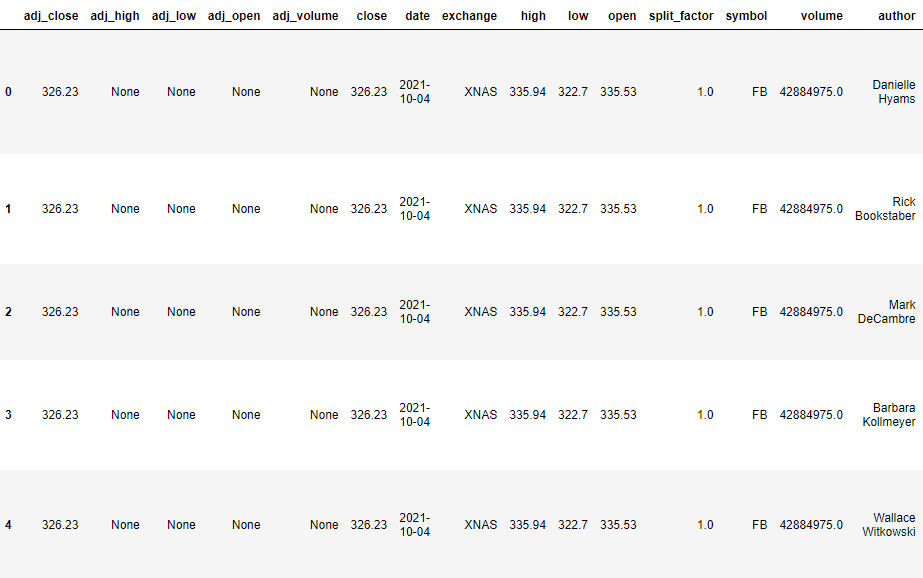 adj_close adj_high adj_low adj_open adj_volume close date exchange high low open split_factor symbol volume author
0 326.23 None None None None 326.23 2021-
10-04 XNAS 335.94 322.7 335.53 1.0 FB 42884975.0 Danielle
Hyams
1 326.23 None None None None 326.23 2021-
10-04 XNAS 335.94 322.7 335.53 1.0 FB 42884975.0 Rick
Bookstaber
2 326.23 None None None None 326.23 2021-
10-04 XNAS 335.94 322.7 335.53 1.0 FB 42884975.0 Mark
DeCambre
3 326.23 None None None None 326.23 2021-
10-04 XNAS 335.94 322.7 335.53 1.0 FB 42884975.0 Barbara
Kollmeyer
4 326.23 None None None None 326.23 2021-
10-04 XNAS 335.94 322.7 335.53 1.0 FB 42884975.0 Wallace
Witkowski